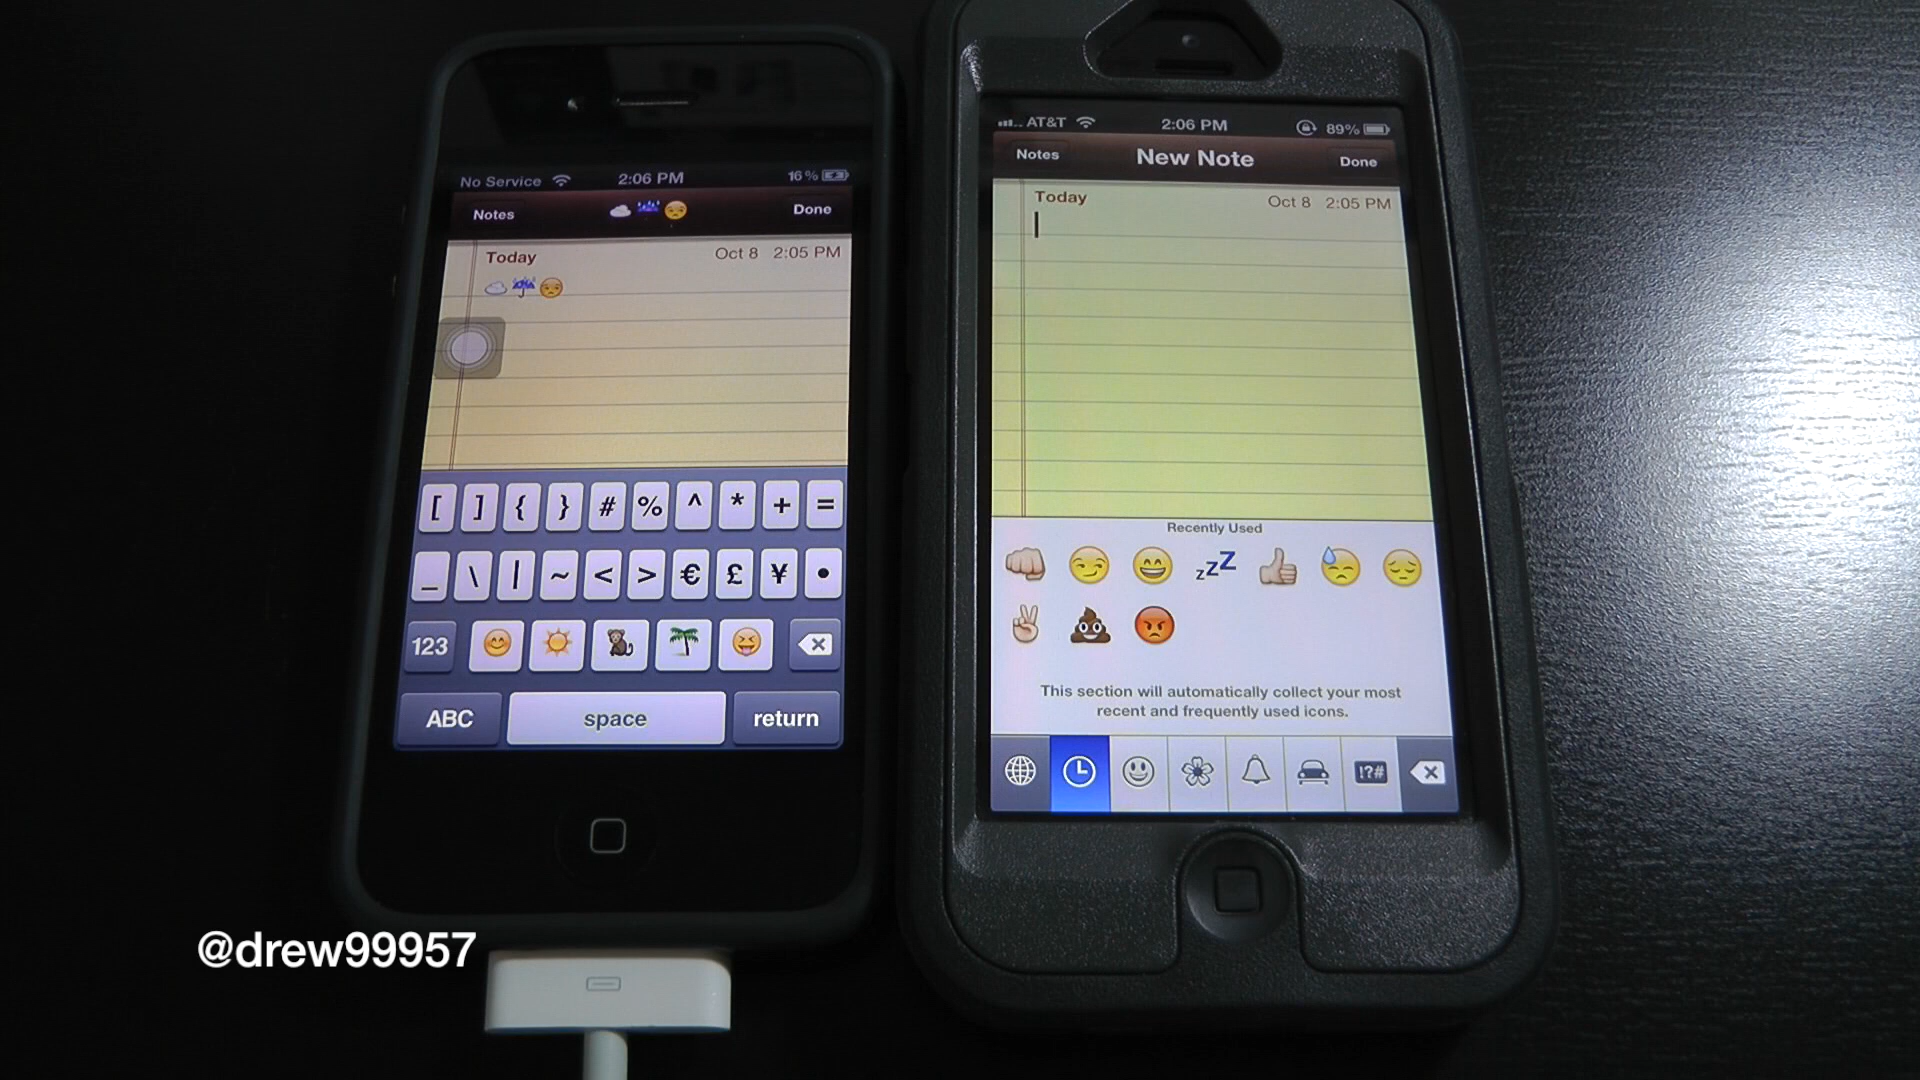 No Service 2:06 PM 16%
Notes ☁☔😒 Done
Today Oct 8 2:05 PM
☁☔😒
[ ] { } # % ^ * + =
_ \ | ~ < > € £ ¥ •
123 😊 ☀ 🐒 🌴 😝
ABC space return
AT&T 2:06 PM 89%
Notes New Note Done
Today Oct 8 2:05 PM
Recently Used
👊 😏 😄 💤 👍 😓 😔
✌ 💩 😡
This section will automatically collect your most
recent and frequently used icons.
!?#
@drew99957